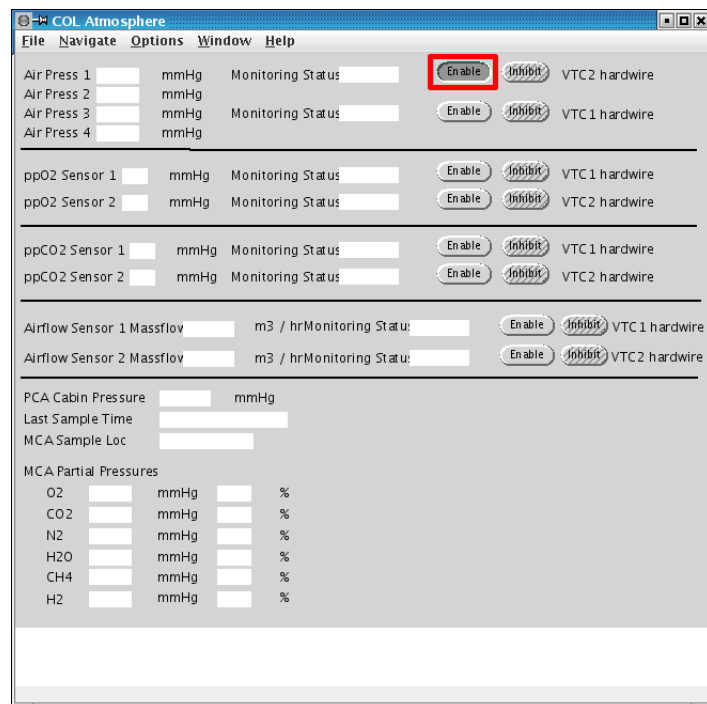 COL Atmosphere
File Navigate Options Window Help
Air Press 1 mmHg Monitoring Status Enable Inhibit VTC2 hardwire
Air Press 2 mmHg
Air Press 3 mmHg Monitoring Status Enable Inhibit VTC1 hardwire
Air Press 4 mmHg
ppO2 Sensor 1 mmHg Monitoring Status Enable Inhibit VTC1 hardwire
ppO2 Sensor 2 mmHg Monitoring Status Enable Inhibit VTC2 hardwire
ppCO2 Sensor 1 mmHg Monitoring Status Enable Inhibit VTC1 hardwire
ppCO2 Sensor 2 mmHg Monitoring Status Enable Inhibit VTC2 hardwire
Airflow Sensor 1 Massflow m3 / hrMonitoring Statu Enable Inhibit VTC1 hardwire
Airflow Sensor 2 Massflow m3 / hrMonitoring Statu Enable Inhibit VTC2 hardwire
PCA Cabin Pressure mmHg
Last Sample Time
MCA Sample Loc
MCA Partial Pressures
O2 mmHg %
CO2 mmHg %
N2 mmHg %
H2O mmHg %
CH4 mmHg %
H2 mmHg %